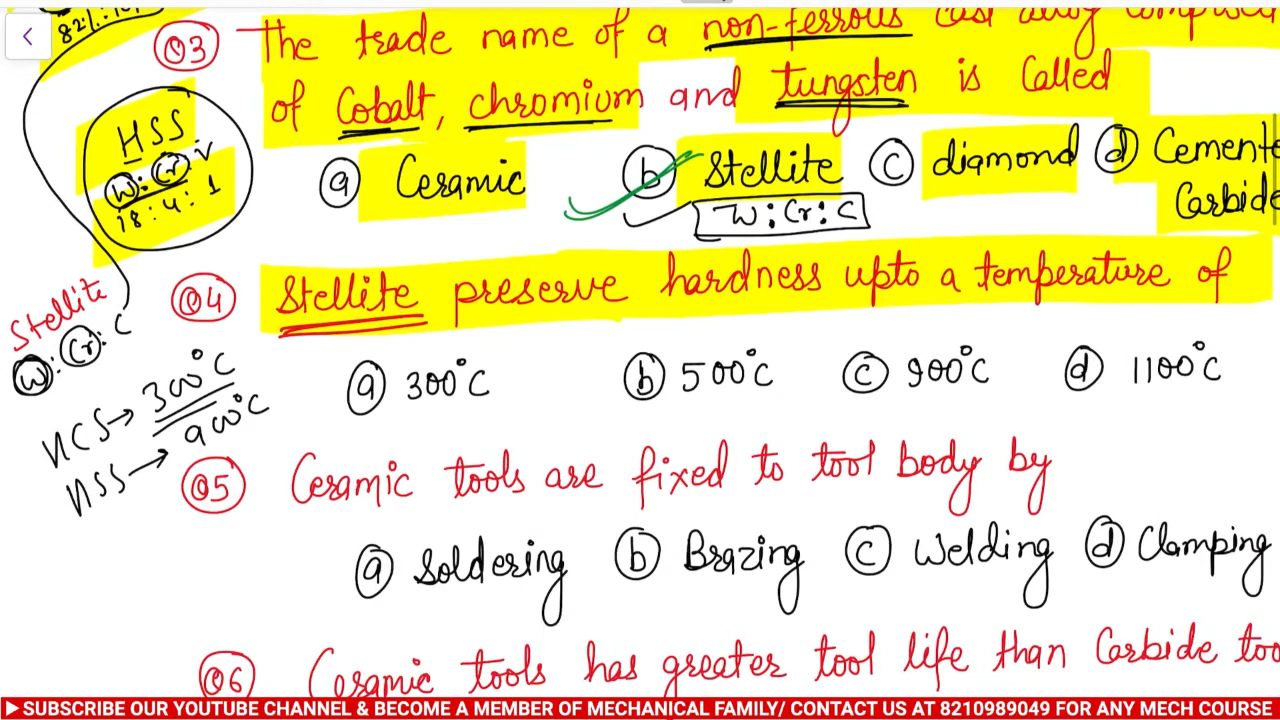 82%
Q3 The trade name of a non-ferrous cast alloy comprised
of Cobalt, chromium and tungsten is Called
HSS
W:Cr:V
18:4:1
(a) Ceramic (b) Stellite (c) diamond (d) Cemente
Carbide
W:Cr:C
Q4 Stellite preserve hardness upto a temperature of
Stellite
W:Cr:C
(a) 300°C (b) 500°C (c) 900°C (d) 1100°C
HCS→300°C
HSS→900°C
Q5 Ceramic tools are fixed to tool body by
(a) Soldering (b) Brazing (c) Welding (d) Clamping
Q6 Ceramic tools has greater tool life than Carbide too
▶ SUBSCRIBE OUR YOUTUBE CHANNEL & BECOME A MEMBER OF MECHANICAL FAMILY/ CONTACT US AT 8210989049 FOR ANY MECH COURSE